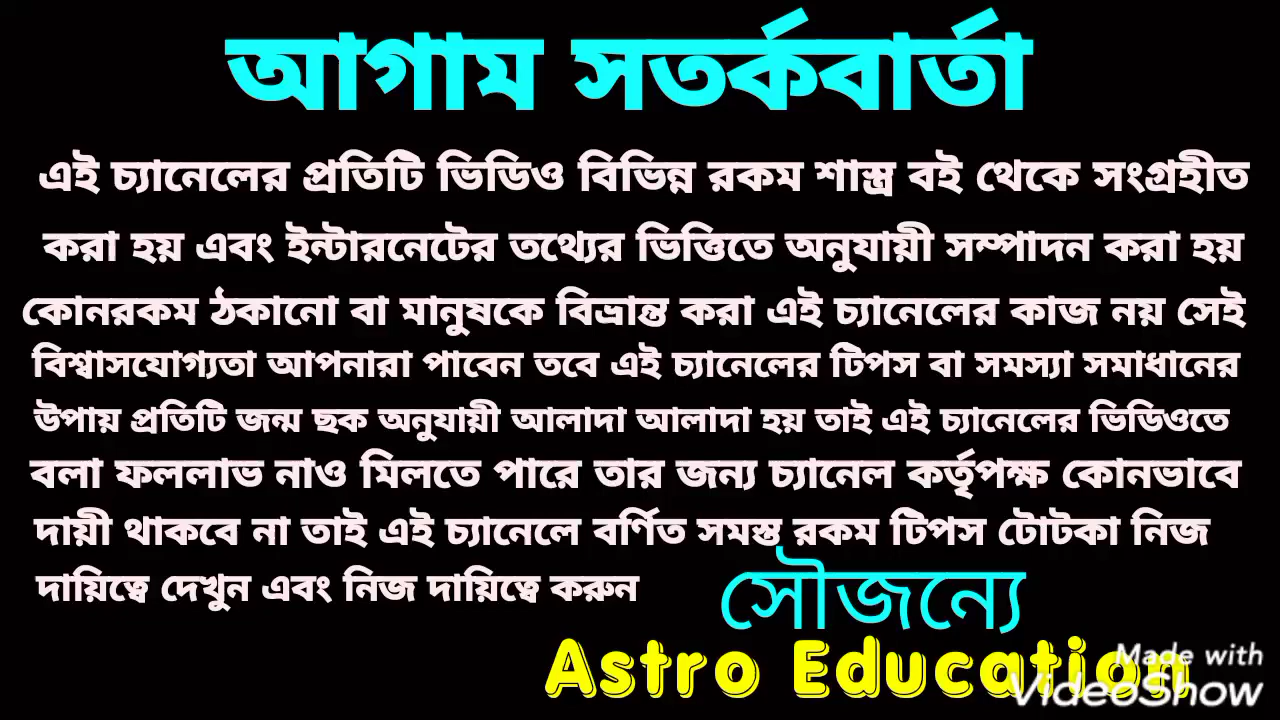 আগাম সতর্কবার্তা
এই চ্যানেলের প্রতিটি ভিডিও বিভিন্ন রকম শাস্ত্র বই থেকে সংগ্রহীত
করা হয় এবং ইন্টারনেটের তথ্যের ভিত্তিতে অনুযায়ী সম্পাদন করা হয়
কোনরকম ঠকানো বা মানুষকে বিভ্রান্ত করা এই চ্যানেলের কাজ নয় সেই
বিশ্বাসযোগ্যতা আপনারা পাবেন তবে এই চ্যানেলের টিপস বা সমস্যা সমাধানের
উপায় প্রতিটি জন্ম ছক অনুযায়ী আলাদা আলাদা হয় তাই এই চ্যানেলের ভিডিওতে
বলা ফললাভ নাও মিলতে পারে তার জন্য চ্যানেল কর্তৃপক্ষ কোনভাবে
দায়ী থাকবে না তাই এই চ্যানেলে বর্ণিত সমস্ত রকম টিপস টোটকা নিজ
দায়িত্বে দেখুন এবং নিজ দায়িত্বে করুন
সৌজন্যে
Astro Education
Made with
VideoShow